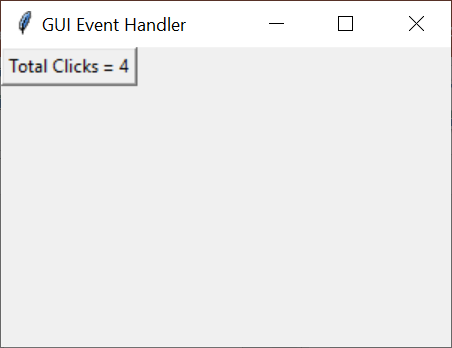 GUI Event Handler
Total Clicks = 4